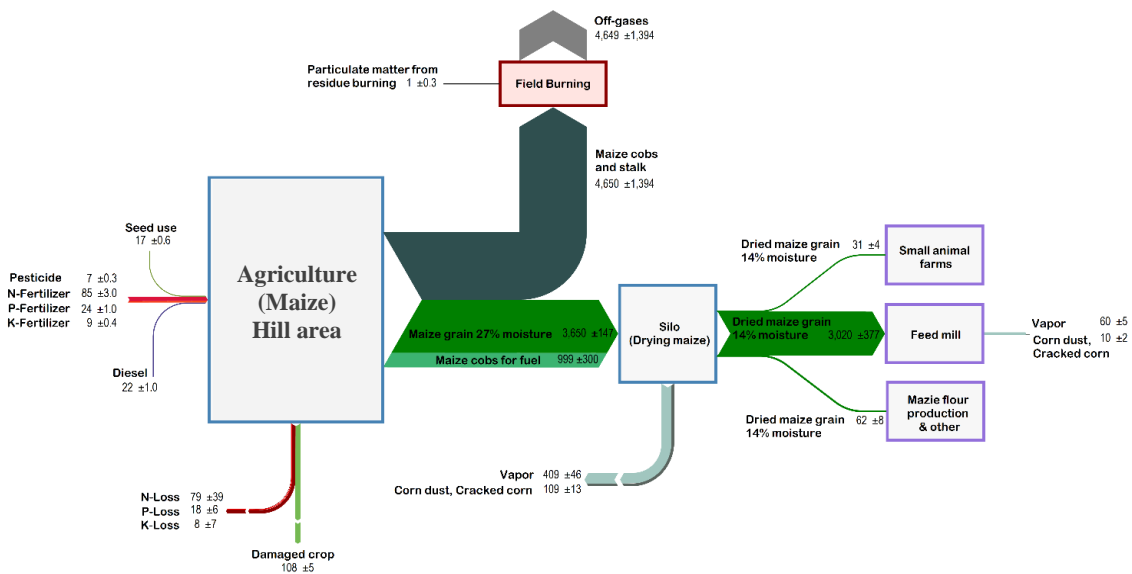 Off-gases
4,649 ±1,394
Particulate matter from
residue burning 1 ±0.3
Field Burning
Maize cobs
and stalk
4,650 ±1,394
Seed use
17 ±0.6
Pesticide 7 ±0.3
N-Fertilizer 85 ±3.0
P-Fertilizer 24 ±1.0
K-Fertilizer 9 ±0.4
Diesel
22 ±1.0
Agriculture
(Maize)
Hill area
Maize grain 27% moisture 3,650 ±147
Maize cobs for fuel 999 ±300
Silo
(Drying maize)
Dried maize grain 31 ±4
14% moisture
Small animal
farms
Dried maize grain
14% moisture 3,020 ±377
Feed mill
Vapor 60 ±5
Corn dust, 10 ±2
Cracked corn
Dried maize grain 62 ±8
14% moisture
Mazie flour
production
& other
Vapor 409 ±46
Corn dust, Cracked corn 109 ±13
N-Loss 79 ±39
P-Loss 18 ±6
K-Loss 8 ±7
Damaged crop
108 ±5